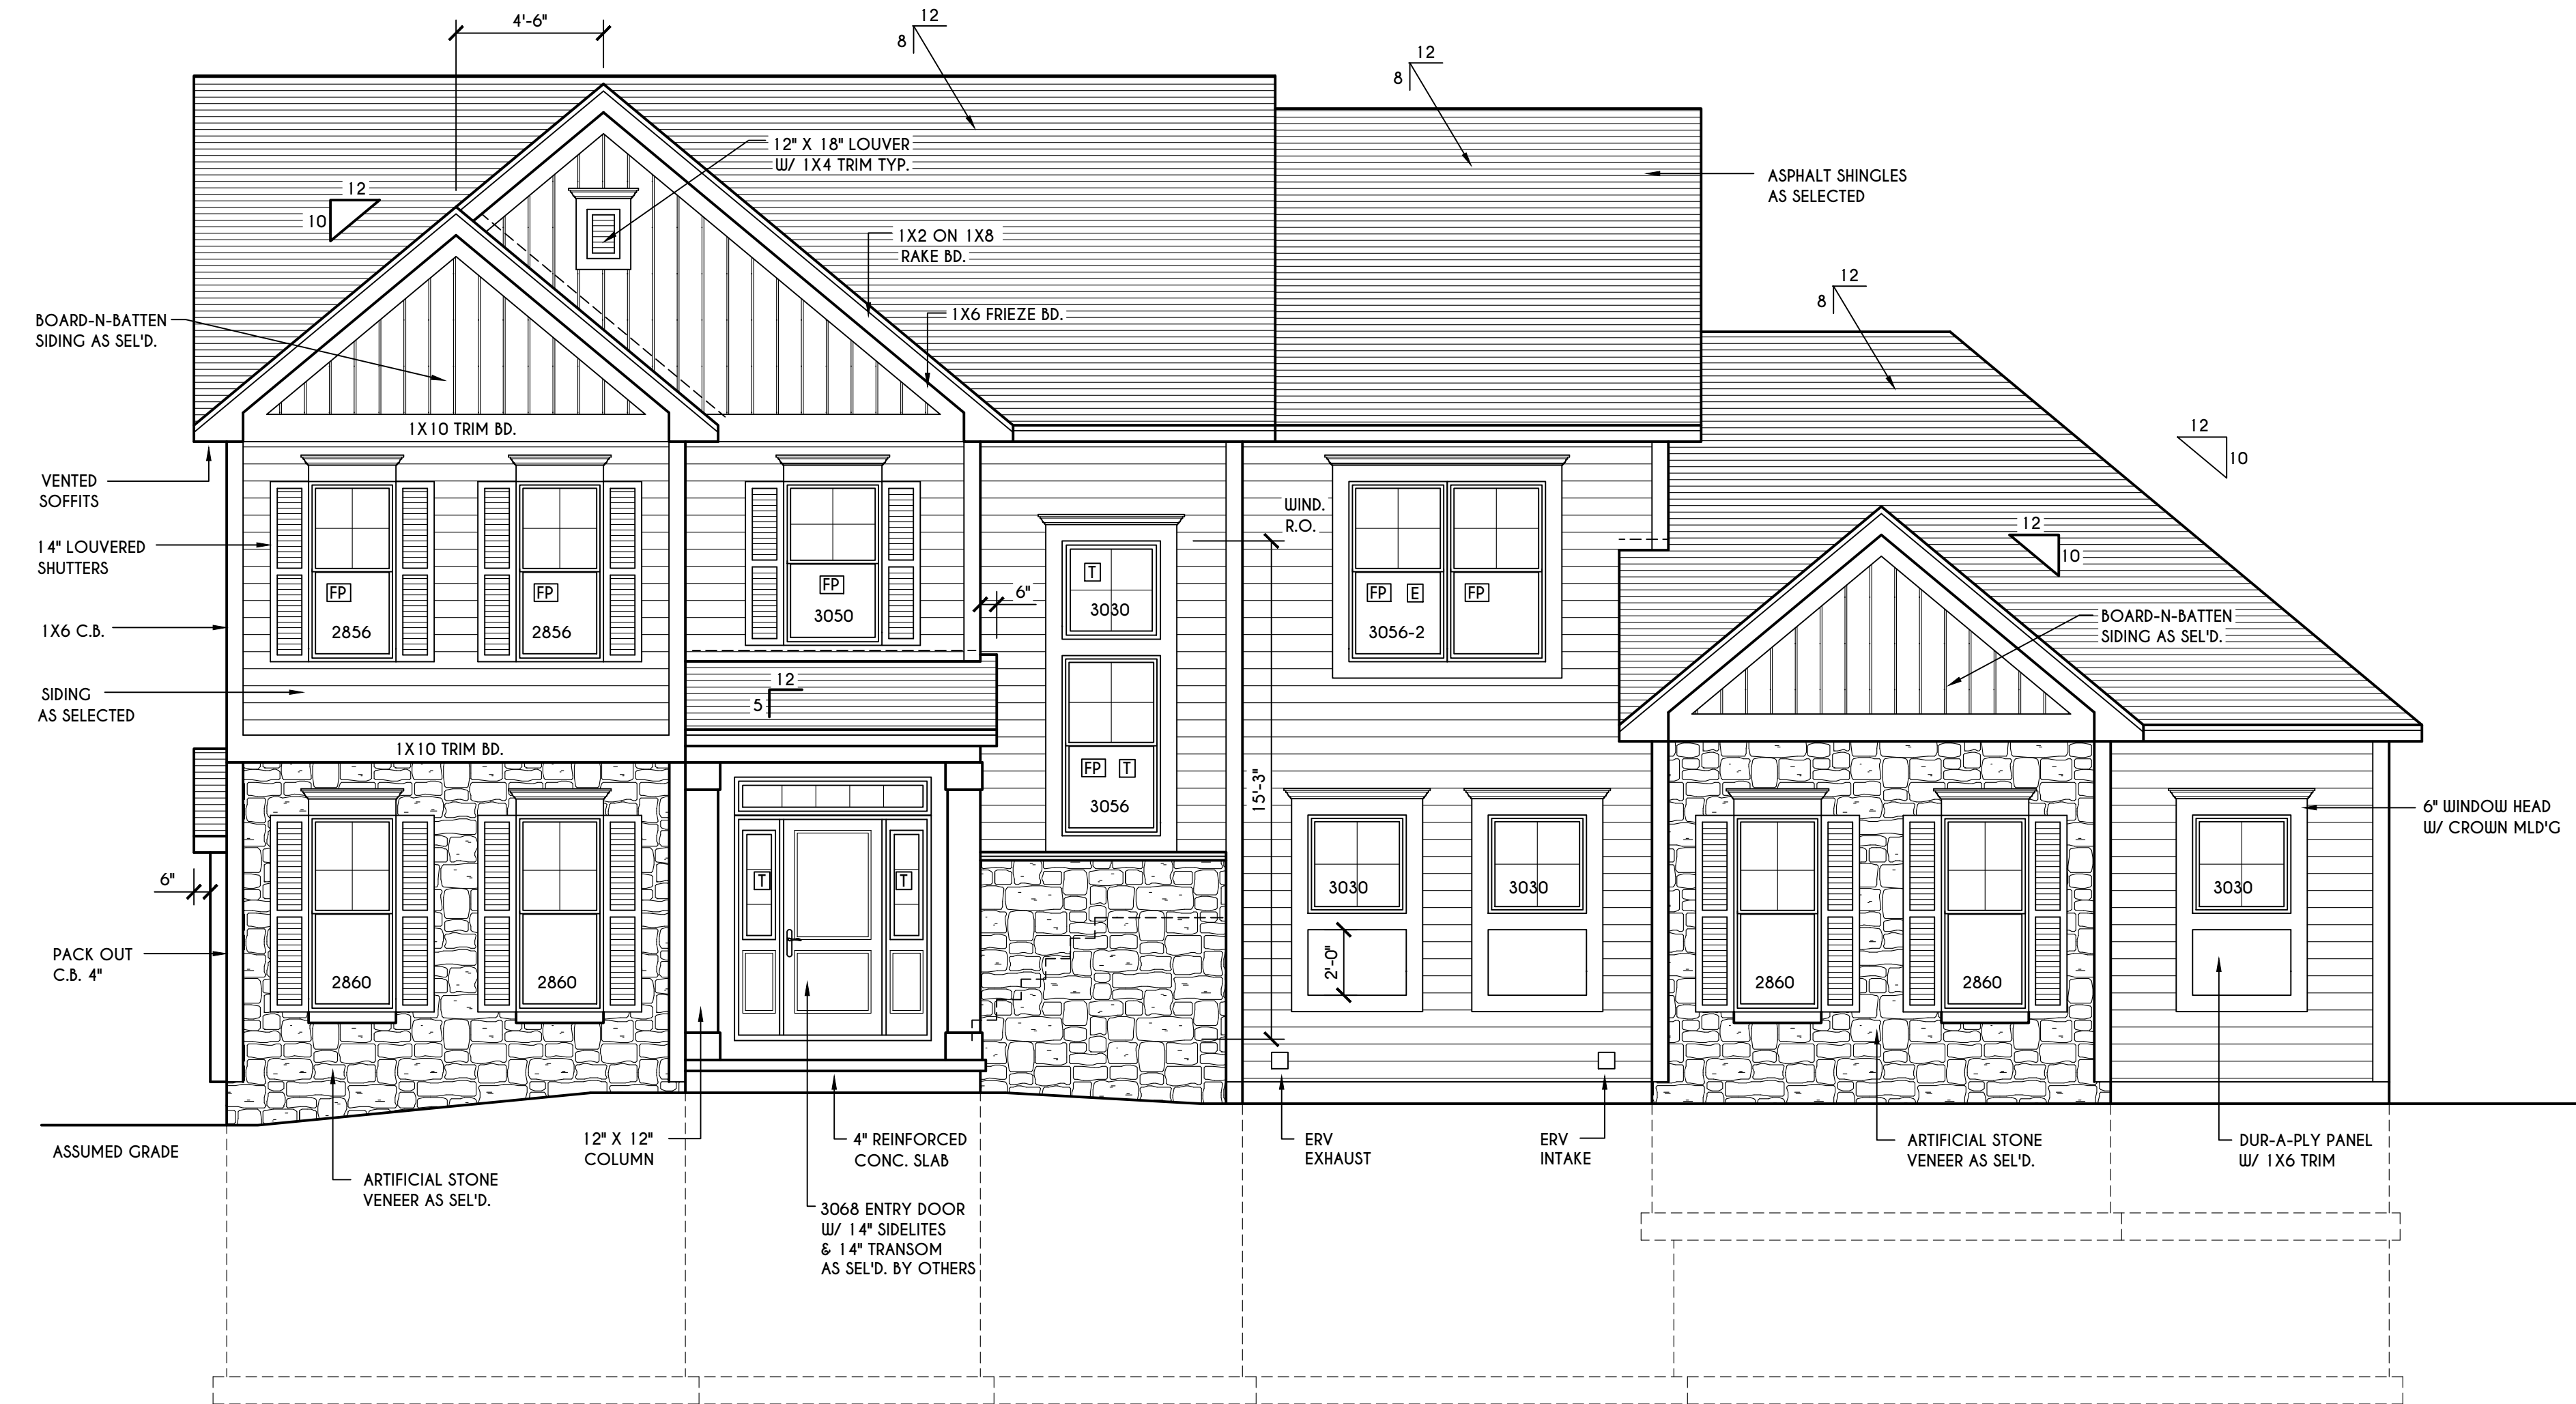 4'-6"
12
8
12
8
12" X 18" LOUVER
W/ 1X4 TRIM TYP.
ASPHALT SHINGLES
AS SELECTED
12
10
1X2 ON 1X8
RAKE BD.
12
8
1X6 FRIEZE BD.
BOARD-N-BATTEN
SIDING AS SEL'D.
1X10 TRIM BD.
12
10
VENTED
SOFFITS
WIND.
R.O.
12
10
14" LOUVERED
SHUTTERS
FP
FP
FP
T
FP
E
FP
6"
3030
3050
2856
2856
3056-2
1X6 C.B.
BOARD-N-BATTEN
SIDING AS SEL'D.
SIDING
AS SELECTED
12
5
1X10 TRIM BD.
FP
T
3056
15'-3"
6" WINDOW HEAD
W/ CROWN MLD'G
6"
T
T
3030
3030
3030
PACK OUT
C.B. 4"
2'-0"
2860
2860
2860
2860
ASSUMED GRADE
12" X 12"
COLUMN
4" REINFORCED
CONC. SLAB
ERV
EXHAUST
ERV
INTAKE
ARTIFICIAL STONE
VENEER AS SEL'D.
DUR-A-PLY PANEL
W/ 1X6 TRIM
ARTIFICIAL STONE
VENEER AS SEL'D.
3068 ENTRY DOOR
W/ 14" SIDELITES
& 14" TRANSOM
AS SEL'D. BY OTHERS